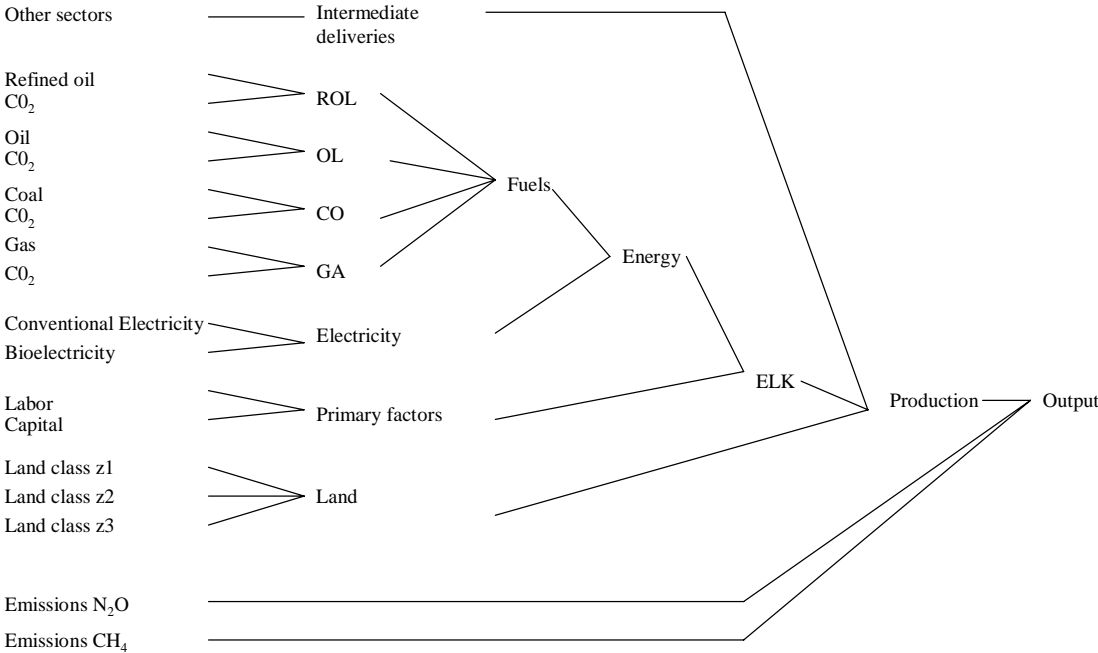 Other sectors
Intermediate
deliveries
Refined oil
C0₂
ROL
Oil
C0₂
OL
Coal
C0₂
CO
Gas
C0₂
GA
Fuels
Energy
Conventional Electricity
Bioelectricity
Electricity
ELK
Labor
Capital
Primary factors
Production
Output
Land class z1
Land class z2
Land class z3
Land
Emissions N₂O
Emissions CH₄